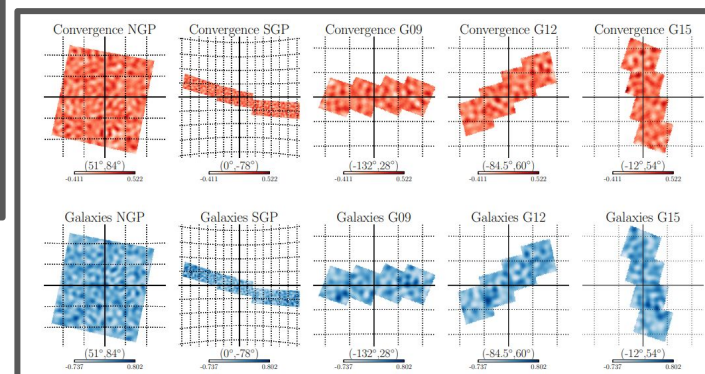 Convergence NGP Convergence SGP Convergence G09 Convergence G12 Convergence G15
(51°,84°) (0°,-78°) (-132°,28°) (-84.5°,60°) (-12°,54°)
-0.411 0.522 -0.411 0.522 -0.411 0.522 -0.411 0.522 -0.411 0.522
Galaxies NGP Galaxies SGP Galaxies G09 Galaxies G12 Galaxies G15
(51°,84°) (0°,-78°) (-132°,28°) (-84.5°,60°) (-12°,54°)
-0.737 0.802 -0.737 0.802 -0.737 0.802 -0.737 0.802 -0.737 0.802